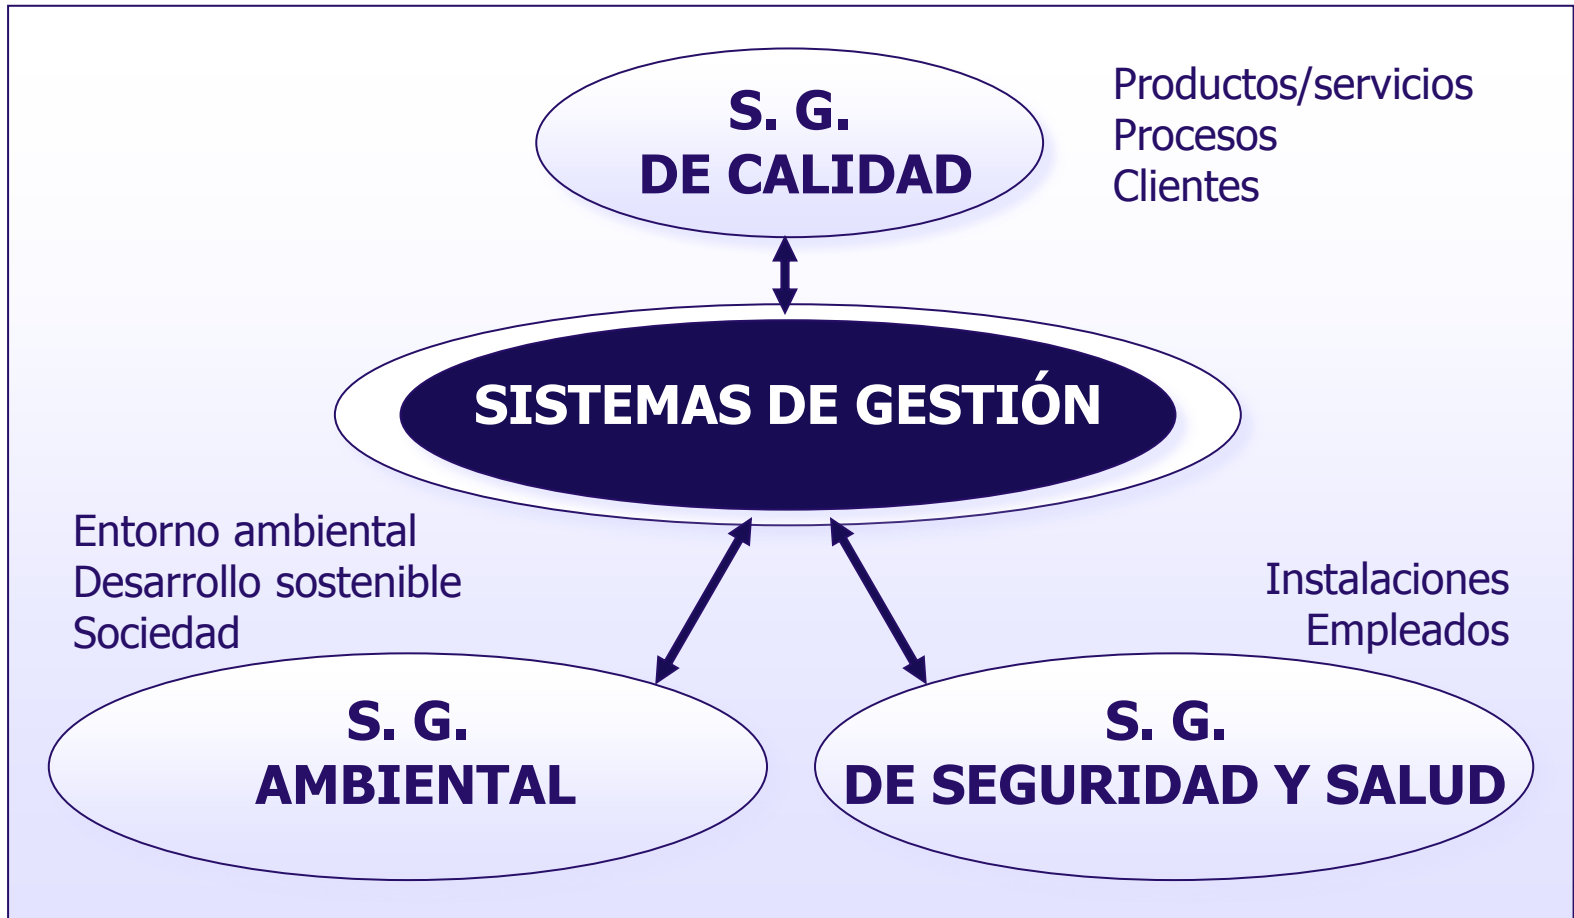 S. G.
DE CALIDAD
Productos/servicios
Procesos
Clientes
SISTEMAS DE GESTIÓN
Entorno ambiental
Desarrollo sostenible
Sociedad
Instalaciones
Empleados
S. G.
AMBIENTAL
S. G.
DE SEGURIDAD Y SALUD